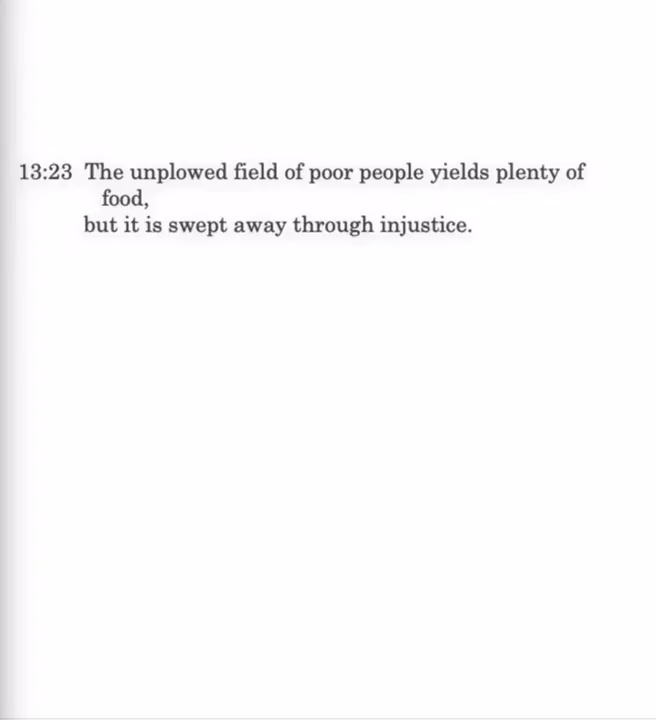 13:23 The unplowed field of poor people yields plenty of
food,
but it is swept away through injustice.